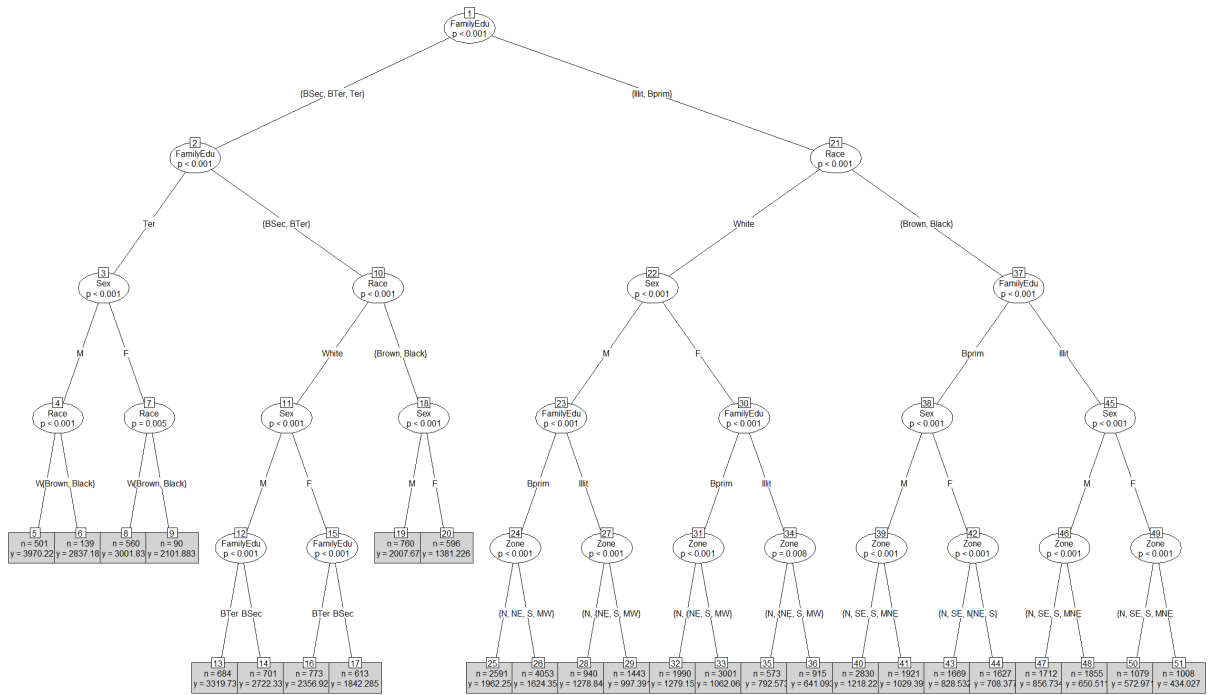 1
FamilyEdu
p < 0.001
{BSec, BTer, Ter}
{Illit, Bprim}
2
FamilyEdu
p < 0.001
21
Race
p < 0.001
Ter
{BSec, BTer}
White
{Brown, Black}
3
Sex
p < 0.001
10
Race
p < 0.001
22
Sex
p < 0.001
37
FamilyEdu
p < 0.001
M
F
White
{Brown, Black}
M
F
Bprim
Illit
4
Race
p < 0.001
7
Race
p = 0.005
11
Sex
p < 0.001
18
Sex
p < 0.001
23
FamilyEdu
p < 0.001
30
FamilyEdu
p < 0.001
38
Sex
p < 0.001
45
Sex
p < 0.001
{Brown, Black}
{Brown, Black}
M
F
M
F
Bprim
Illit
Bprim
Illit
M
F
M
F
5
n = 501
y = 3970.22
6
n = 139
y = 2837.18
8
n = 560
y = 3001.83
9
n = 90
y = 2101.883
12
FamilyEdu
p < 0.001
15
FamilyEdu
p < 0.001
19
n = 760
y = 2007.67
20
n = 596
y = 1381.226
24
Zone
p < 0.001
27
Zone
p < 0.001
31
Zone
p < 0.001
34
Zone
p = 0.008
39
Zone
p < 0.001
42
Zone
p < 0.001
46
Zone
p < 0.001
49
Zone
p < 0.001
BTer
BSec
BTer
BSec
{N, NE, S, MW}
S, MW}
S, MW}
S, MW}
{N, SE, S,
{N, SE,
{N, SE, S,
{N, SE, S,
13
n = 684
y = 3319.73
14
n = 701
y = 2722.33
16
n = 773
y = 2356.92
17
n = 613
y = 1842.285
25
n = 2591
y = 1962.25
26
n = 4053
y = 1624.35
28
n = 940
y = 1278.84
29
n = 1443
y = 997.391
32
n = 1990
y = 1279.15
33
n = 3001
y = 1062.06
35
n = 573
y = 792.573
36
n = 915
y = 641.093
40
n = 2830
y = 1218.22
41
n = 1921
y = 1029.39
43
n = 1669
y = 828.532
44
n = 1627
y = 708.377
47
n = 1712
y = 856.734
48
n = 1855
y = 650.511
50
n = 1079
y = 572.971
51
n = 1008
y = 434.027